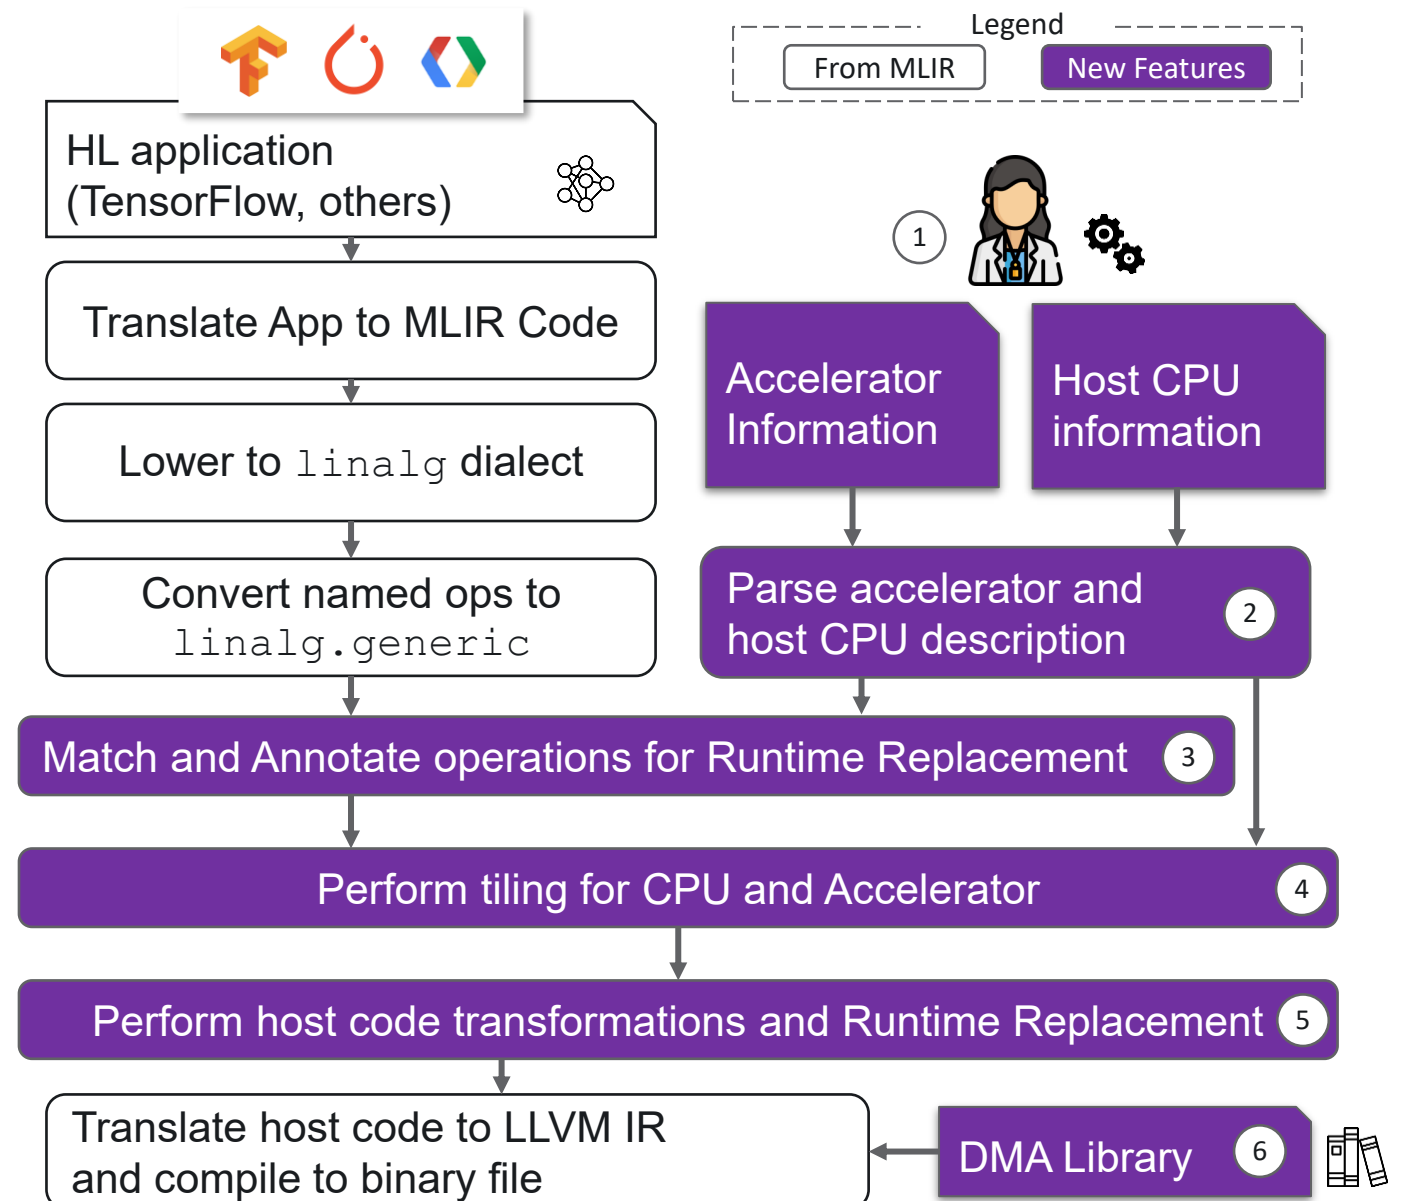 Legend
From MLIR
New Features
HL application
(TensorFlow, others)
1
Translate App to MLIR Code
Accelerator
Information
Host CPU
information
Lower to linalg dialect
Convert named ops to
linalg.generic
Parse accelerator and
host CPU description
2
Match and Annotate operations for Runtime Replacement
3
Perform tiling for CPU and Accelerator
4
Perform host code transformations and Runtime Replacement
5
Translate host code to LLVM IR
and compile to binary file
DMA Library
6